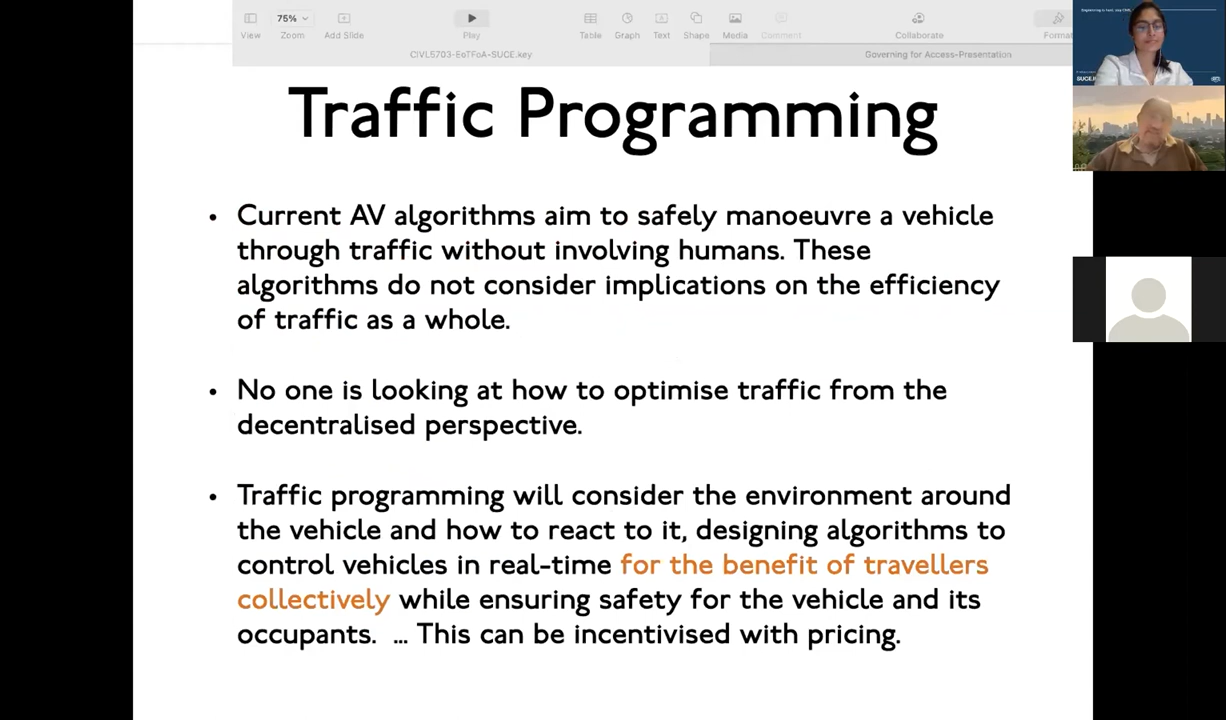 75%
View
Zoom
Add Slide
Play
Table
Graph
Text
Shape
Media
Comment
Collaborate
Format
CIVL5703-EoTFoA-SUCE.key
Governing for Access-Presentation
Traffic Programming
• Current AV algorithms aim to safely manoeuvre a vehicle
through traffic without involving humans. These
algorithms do not consider implications on the efficiency
of traffic as a whole.
• No one is looking at how to optimise traffic from the
decentralised perspective.
• Traffic programming will consider the environment around
the vehicle and how to react to it, designing algorithms to
control vehicles in real-time for the benefit of travellers
collectively while ensuring safety for the vehicle and its
occupants.  ... This can be incentivised with pricing.